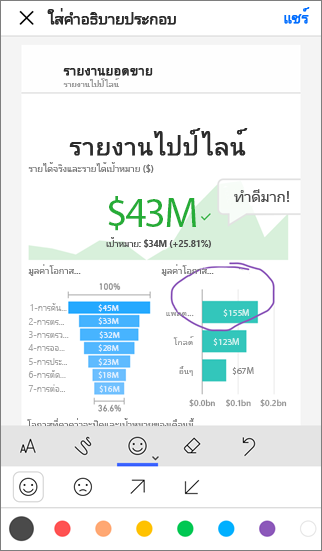 ใส่คำอธิบายประกอบ
แชร์
รายงานยอดขาย
รายงานไปป์ไลน์
รายงานไปป์ไลน์
รายได้จริงและรายได้เป้าหมาย ($)
ทำดีมาก!
$43M
เป้าหมาย: $34M (+25.81%)
มูลค่าโอกาส...
มูลค่าโอกาส...
100%
1-การค้น... $45M
2-การตร... $33M
3-การตรว... $32M
4-การออ... $28M
5-การประ... $23M
6-การตัด... $18M
7-การต่อ... $16M
36.6%
$155M
โกลด์ $123M
อื่นๆ $67M
$0.0bn $0.1bn $0.2bn
AA